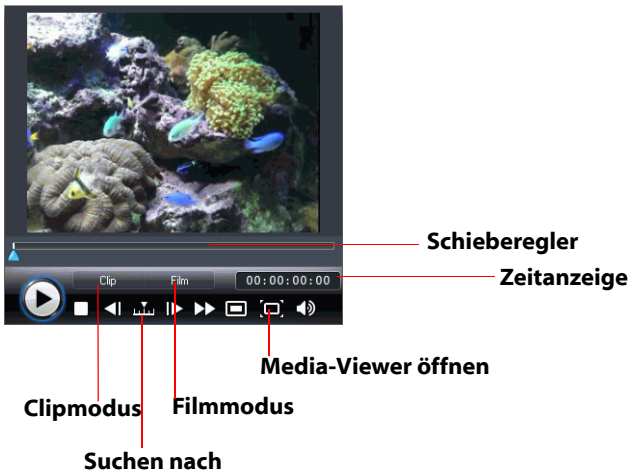 Schieberegler
Clip Film 00:00:00:00
Zeitanzeige
Media-Viewer öffnen
Clipmodus Filmmodus
Suchen nach